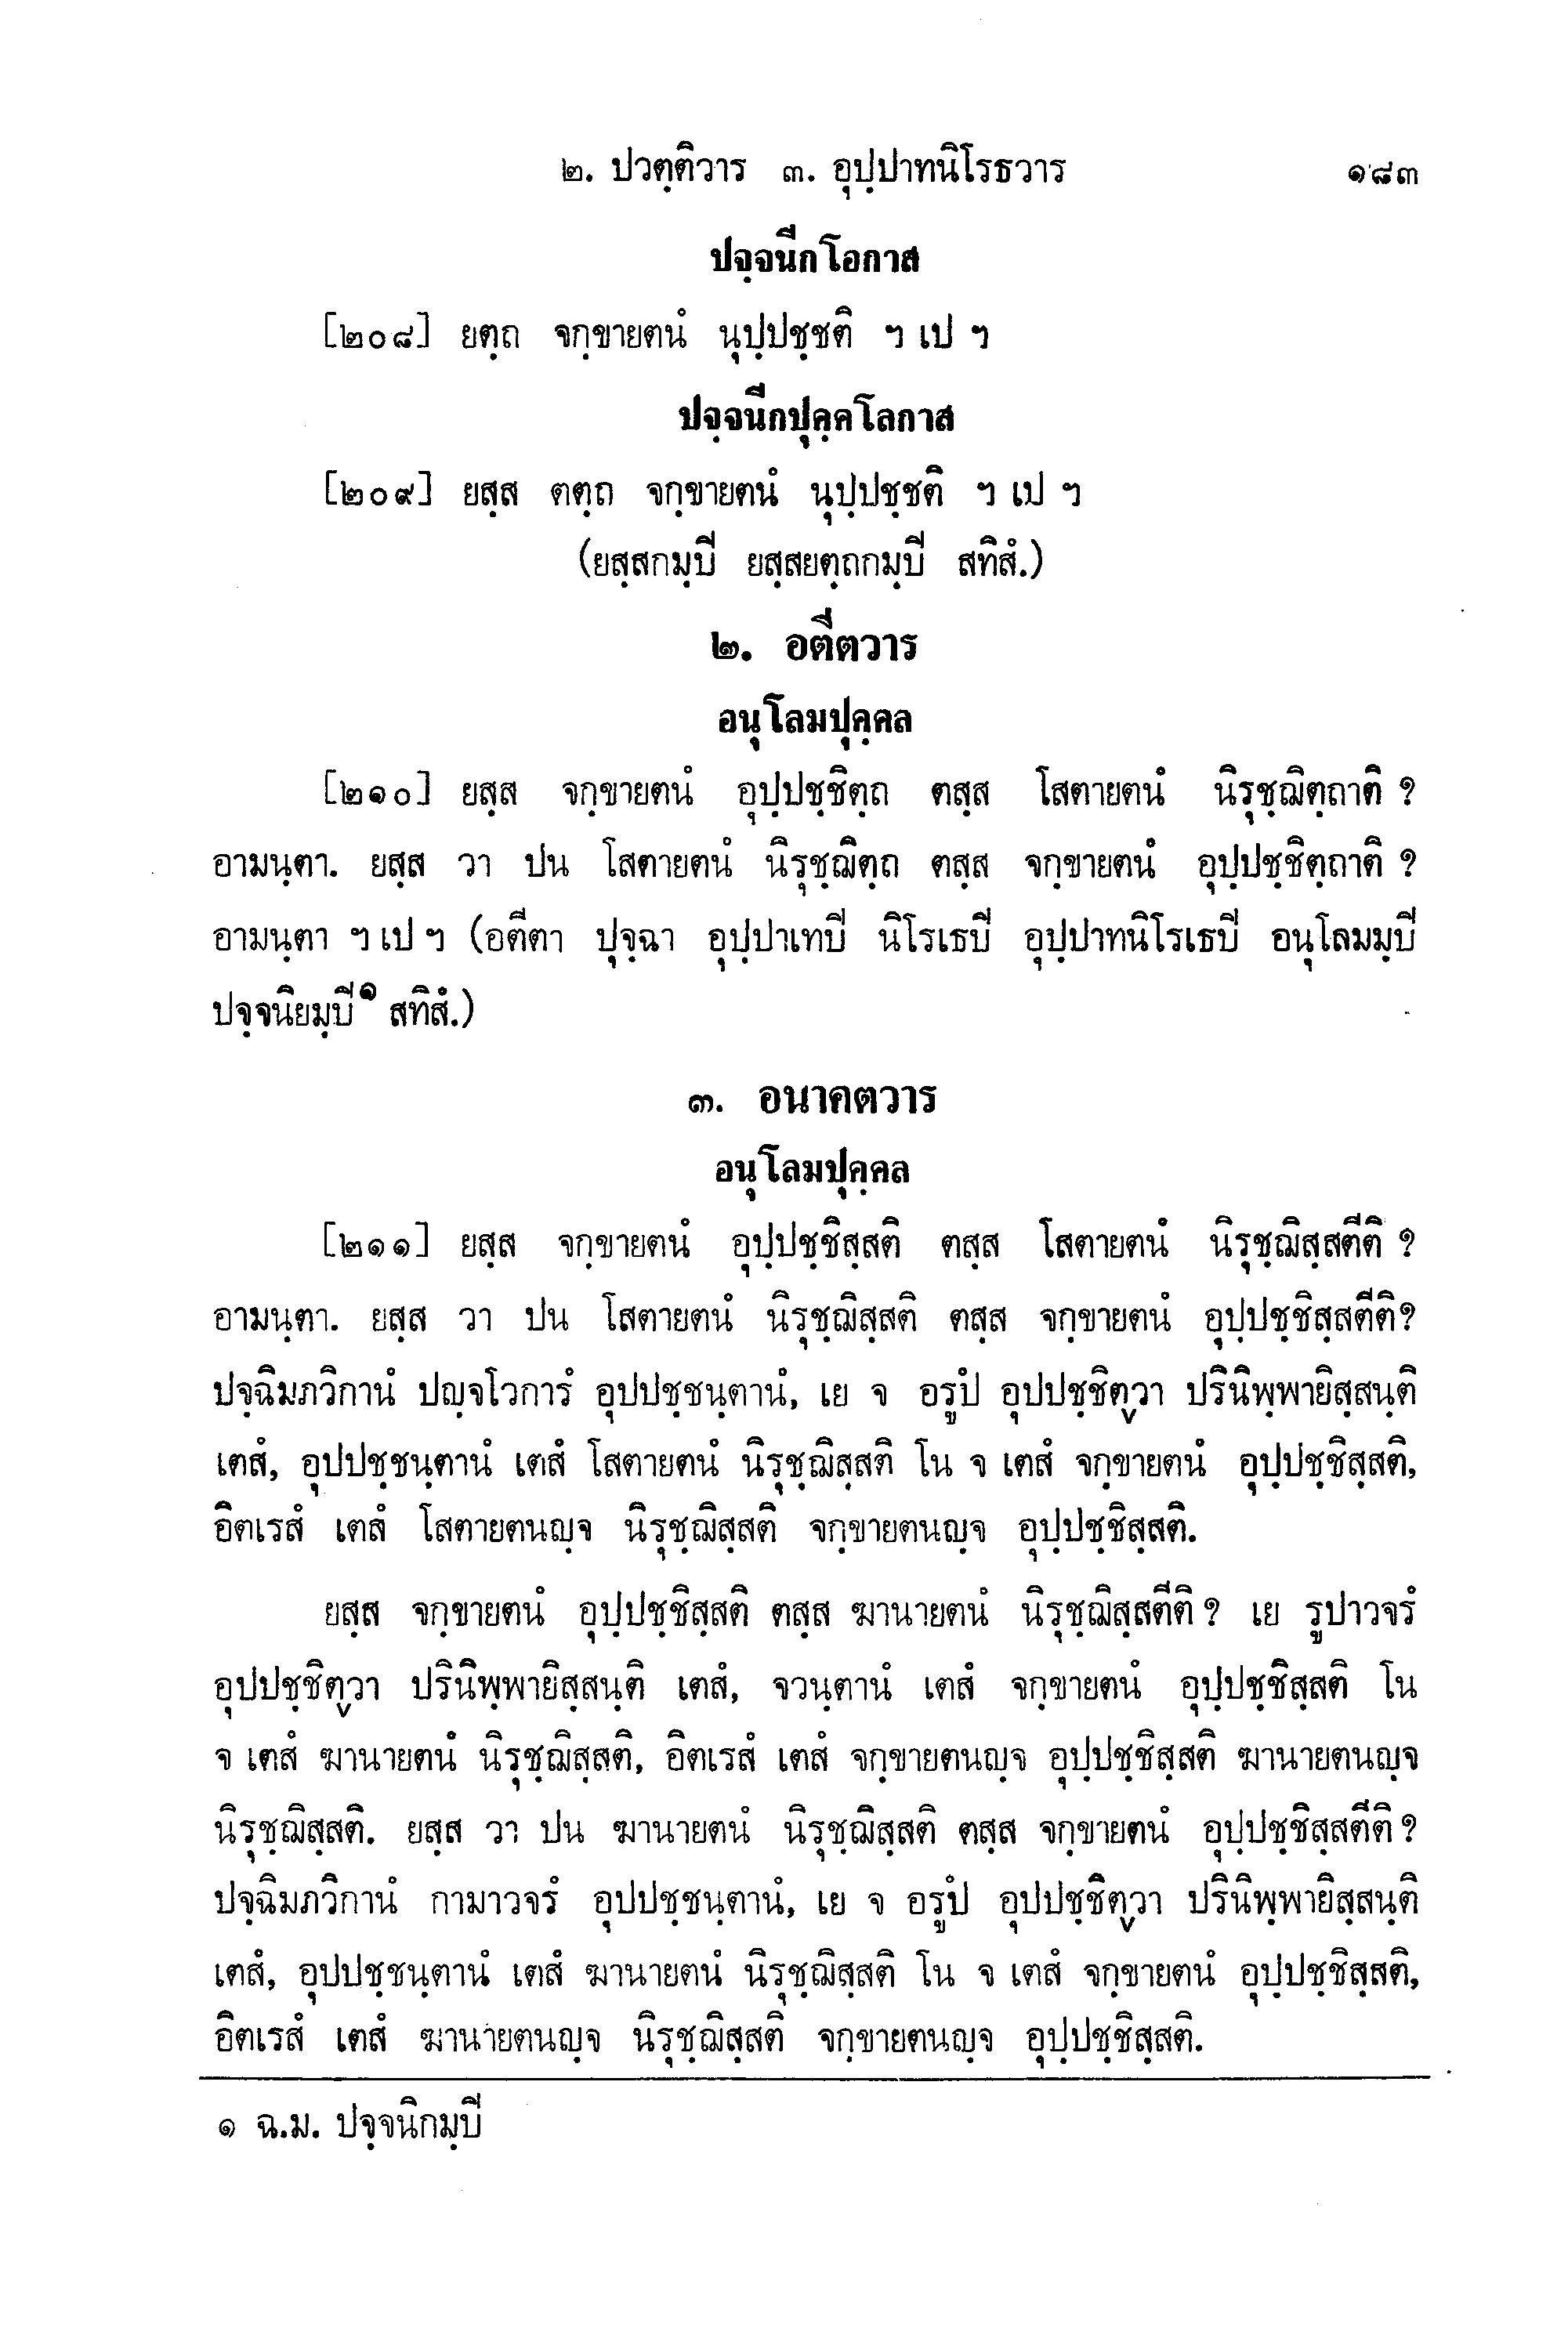 ๒. ปวตฺติวาร ๓. อุปฺปาทนิโรธวาร ๑๘๓
ปจฺจนีกโอกาส
[๒๐๘] ยตฺถ จกฺขายตนํ นุปฺปชฺชติ ฯ เป ฯ
ปจฺจนีกปุคฺคโลกาส
[๒๐๙] ยสฺส ตตฺถ จกฺขายตนํ นุปฺปชฺชติ ฯ เป ฯ
(ยสฺสกมฺปี ยสฺสยตฺถกมฺปี สทิสํ.)
๒. อตีตวาร
อนุโลมปุคฺคล
[๒๑๐] ยสฺส จกฺขายตนํ อุปฺปชฺชิตฺถ ตสฺส โสตายตนํ นิรุชฺฌิตฺถาติ ?
อามนฺตา. ยสฺส วา ปน โสตายตนํ นิรุชฺฌิตฺถ ตสฺส จกฺขายตนํ อุปฺปชฺชิตฺถาติ ?
อามนฺตา ฯ เป ฯ (อตีตา ปุจฺฉา อุปฺปาเทปี นิโรเธปี อุปฺปาทนิโรเธปี อนุโลมมฺปี
ปจฺจนิยมฺปี๑ สทิสํ.)
๓. อนาคตวาร
อนุโลมปุคฺคล
[๒๑๑] ยสฺส จกฺขายตนํ อุปฺปชฺชิสฺสติ ตสฺส โสตายตนํ นิรุชฺฌิสฺสตีติ ?
อามนฺตา. ยสฺส วา ปน โสตายตนํ นิรุชฺฌิสฺสติ ตสฺส จกฺขายตนํ อุปฺปชฺชิสฺสตีติ?
ปจฺฉิมภวิกานํ ปญฺจโวการํ อุปปชฺชนฺตานํ, เย จ อรูปํ อุปปชฺชิตฺวา ปรินิพฺพายิสฺสนฺติ
เตสํ, อุปปชฺชนฺตานํ เตสํ โสตายตนํ นิรุชฺฌิสฺสติ โน จ เตสํ จกฺขายตนํ อุปฺปชฺชิสฺสติ,
อิตเรสํ เตสํ โสตายตนญฺจ นิรุชฺฌิสฺสติ จกฺขายตนญฺจ อุปฺปชฺชิสฺสติ.
ยสฺส จกฺขายตนํ อุปฺปชฺชิสฺสติ ตสฺส ฆานายตนํ นิรุชฺฌิสฺสตีติ ? เย รูปาวจรํ
อุปปชฺชิตฺวา ปรินิพฺพายิสฺสนฺติ เตสํ, จวนฺตานํ เตสํ จกฺขายตนํ อุปฺปชฺชิสฺสติ โน
จ เตสํ ฆานายตนํ นิรุชฺฌิสฺสติ, อิตเรสํ เตสํ จกฺขายตนญฺจ อุปฺปชฺชิสฺสติ ฆานายตนญฺจ
นิรุชฺฌิสฺสติ. ยสฺส วา ปน ฆานายตนํ นิรุชฺฌิสฺสติ ตสฺส จกฺขายตนํ อุปฺปชฺชิสฺสตีติ ?
ปจฺฉิมภวิกานํ กามาวจรํ อุปปชฺชนฺตานํ, เย จ อรูปํ อุปปชฺชิตฺวา ปรินิพฺพายิสฺสนฺติ
เตสํ, อุปปชฺชนฺตานํ เตสํ ฆานายตนํ นิรุชฺฌิสฺสติ โน จ เตสํ จกฺขายตนํ อุปฺปชฺชิสฺสติ,
อิตเรสํ เตสํ ฆานายตนญฺจ นิรุชฺฌิสฺสติ จกฺขายตนญฺจ อุปฺปชฺชิสฺสติ.
๑ ฉ.ม. ปจฺจนิกมฺปี